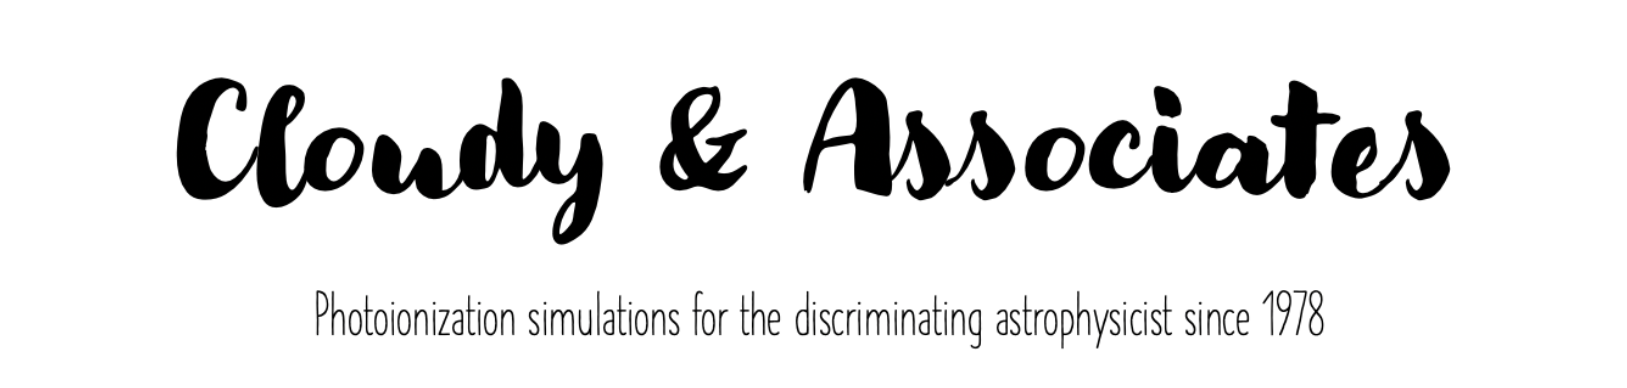 Cloudy & Associates
Photoionization simulations for the discriminating astrophysicist since 1978